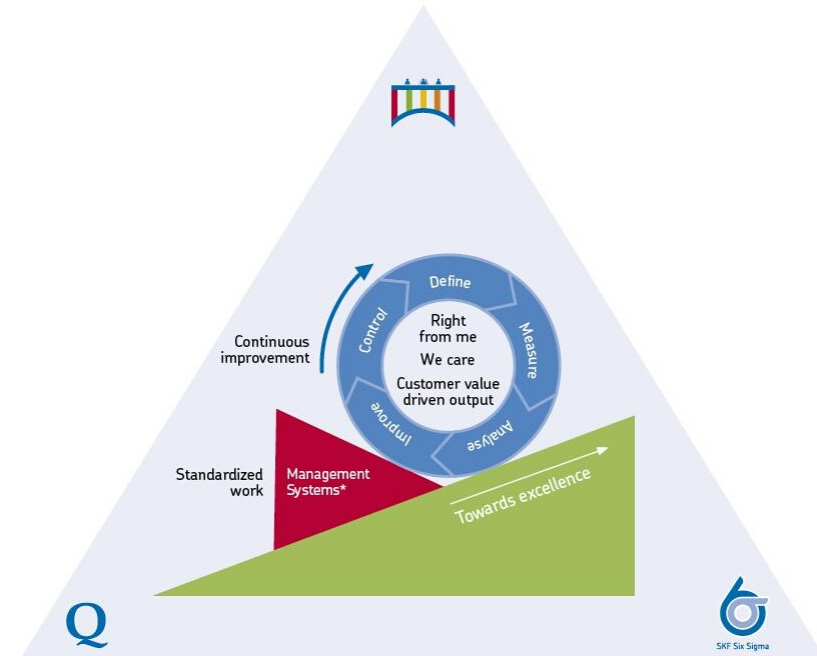 Define
Measure
Analyse
Improve
Control
Right
from me
We care
Customer value
driven output
Continuous
improvement
Standardized
work
Management
Systems*
Towards excellence
Q
SKF Six Sigma